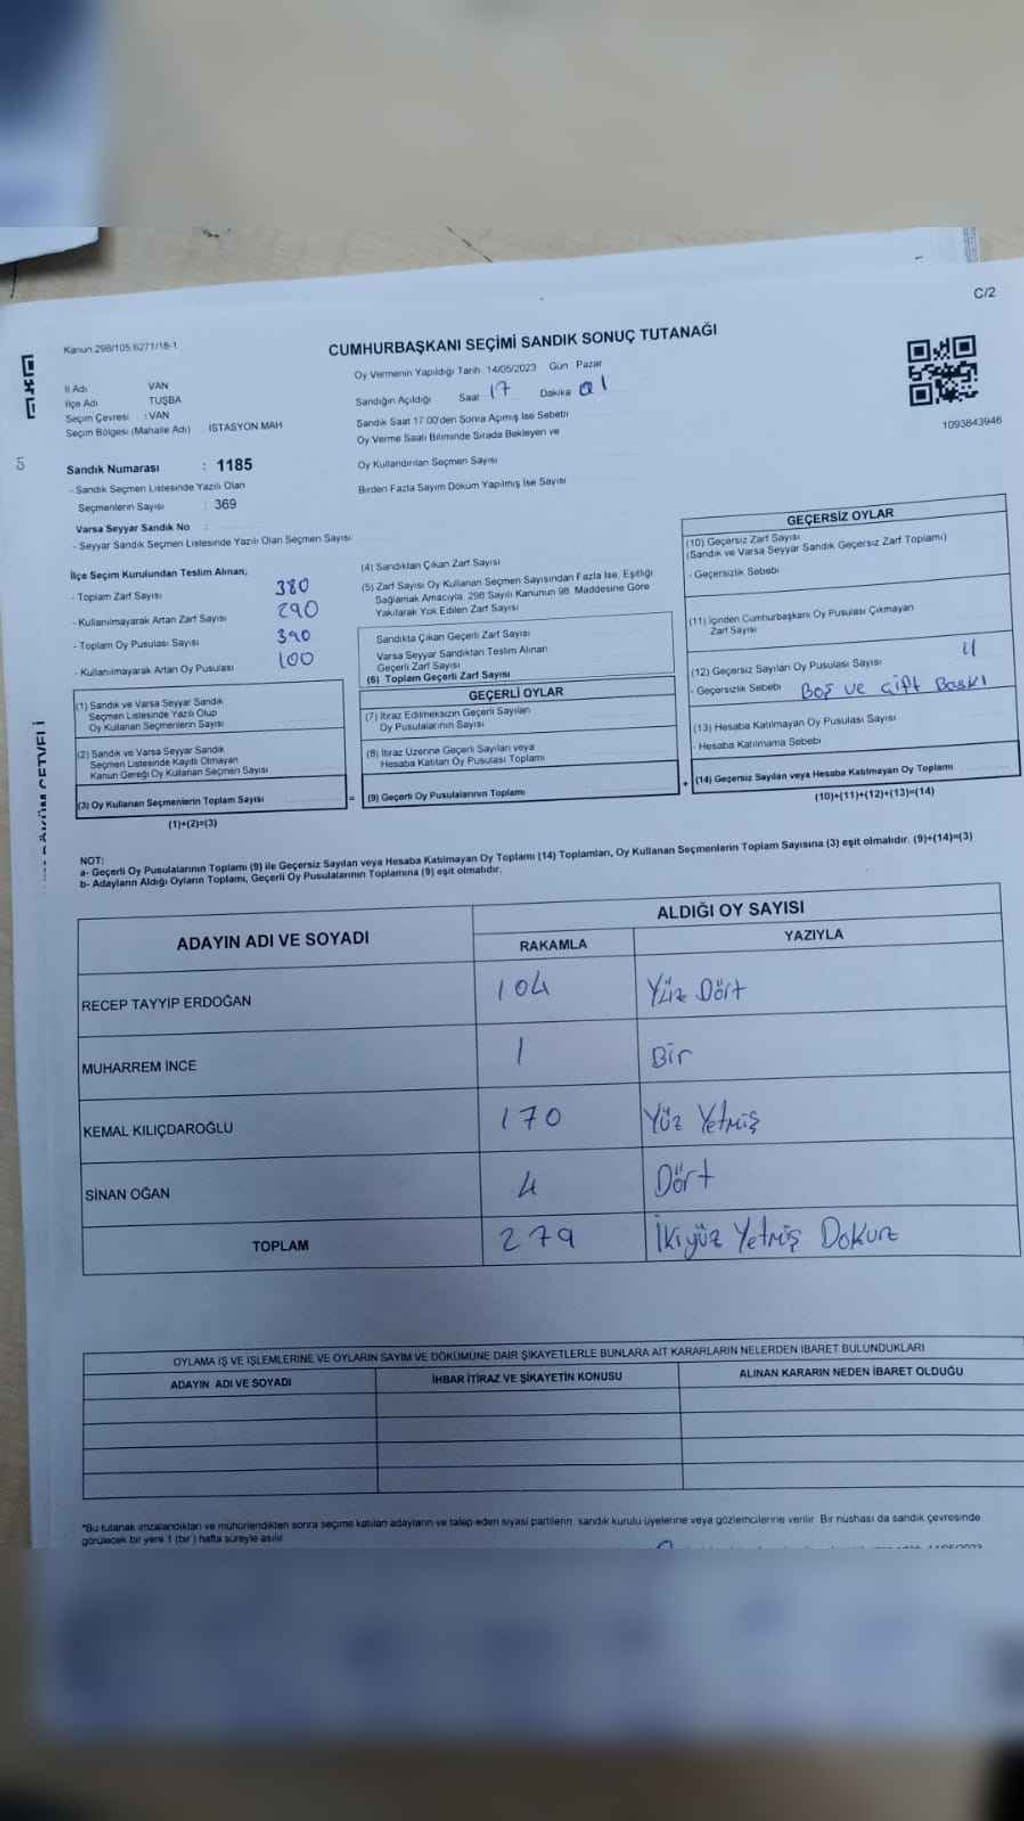 C/2
Kanun 298/105 6271/18-1
CUMHURBAŞKANI SEÇİMİ SANDIK SONUÇ TUTANAĞI
Oy Vermenin Yapıldığı Tarih 14/05/2023 Gün Pazar
İl Adı VAN
İlçe Adı TUŞBA
Seçim Çevresi : VAN
Seçim Bölgesi (Mahalle Adı) İSTASYON MAH
Sandığın Açıldığı Saat 17 Dakika 01
Sandık Saat 17.00'den Sonra Açımış İse Sebebi
Oy Verme Saati Bitiminde Sırada Bekleyen ve
Oy Kullandırılan Seçmen Sayısı
Birden Fazla Sayım Döküm Yapılmış İse Sayısı
1093843946
5
Sandık Numarası : 1185
- Sandık Seçmen Listesinde Yazılı Olan
Seçmenlerin Sayısı : 369
Varsa Seyyar Sandık No :
- Seyyar Sandık Seçmen Listesinde Yazılı Olan Seçmen Sayısı
İlçe Seçim Kurulundan Teslim Alınan;
- Toplam Zarf Sayısı 380
- Kullanılmayarak Artan Zarf Sayısı 290
- Toplam Oy Pusulası Sayısı 390
- Kullanılmayarak Artan Oy Pusulası 100
(1) Sandık ve Varsa Seyyar Sandık
Seçmen Listesinde Yazılı Olup
Oy Kullanan Seçmenlerin Sayısı
(2) Sandık ve Varsa Seyyar Sandık
Seçmen Listesinde Kayıtlı Olmayan
Kanun Gereği Oy Kullanan Seçmen Sayısı
(3) Oy Kullanan Seçmenlerin Toplam Sayısı
(1)+(2)=(3)
(4) Sandıktan Çıkan Zarf Sayısı
(5) Zarf Sayısı Oy Kullanan Seçmen Sayısından Fazla İse, Eşitliği
Sağlamak Amacıyla, 298 Sayılı Kanunun 98. Maddesine Göre
Yakılarak Yok Edilen Zarf Sayısı
Sandıkta Çıkan Geçerli Zarf Sayısı
Varsa Seyyar Sandıktan Teslim Alınan
Geçerli Zarf Sayısı
(6) Toplam Geçerli Zarf Sayısı
GEÇERLİ OYLAR
(7) İtiraz Edilmeksizin Geçerli Sayılan
Oy Pusulalarının Sayısı
(8) İtiraz Üzerine Geçerli Sayılan veya
Hesaba Katılan Oy Pusulası Toplamı
= (9) Geçerli Oy Pusulalarının Toplamı
GEÇERSİZ OYLAR
(10) Geçersiz Zarf Sayısı
(Sandık ve Varsa Seyyar Sandık Geçersiz Zarf Toplamı)
- Geçersizlik Sebebi
(11) İçinden Cumhurbaşkanı Oy Pusulası Çıkmayan
Zarf Sayısı
(12) Geçersiz Sayılan Oy Pusulası Sayısı 11
- Geçersizlik Sebebi Boş ve çift Baskı
(13) Hesaba Katılmayan Oy Pusulası Sayısı
- Hesaba Katılmama Sebebi
+ (14) Geçersiz Sayılan veya Hesaba Katılmayan Oy Toplamı
(10)+(11)+(12)+(13)=(14)
NOT:
a- Geçerli Oy Pusulalarının Toplamı (9) ile Geçersiz Sayılan veya Hesaba Katılmayan Oy Toplamı (14) Toplamları, Oy Kullanan Seçmenlerin Toplam Sayısına (3) eşit olmalıdır. (9)+(14)=(3)
b- Adayların Aldığı Oyların Toplamı, Geçerli Oy Pusulalarının Toplamına (9) eşit olmalıdır.
ADAYIN ADI VE SOYADI
ALDIĞI OY SAYISI
RAKAMLA YAZIYLA
RECEP TAYYİP ERDOĞAN 104 Yüz Dört
MUHARREM İNCE 1 Bir
KEMAL KILIÇDAROĞLU 170 Yüz Yetmiş
SİNAN OĞAN 4 Dört
TOPLAM 279 İkiyüz Yetmiş Dokuz
OYLAMA İŞ VE İŞLEMLERİNE VE OYLARIN SAYIM VE DÖKÜMÜNE DAİR ŞİKAYETLERLE BUNLARA AİT KARARLARIN NELERDEN İBARET BULUNDUKLARI
ADAYIN ADI VE SOYADI İHBAR İTİRAZ VE ŞİKAYETİN KONUSU ALINAN KARARIN NEDEN İBARET OLDUĞU
*Bu tutanak imzalandıktan ve mühürlendikten sonra seçime katılan adayların ve talep eden siyasi partilerin sandık kurulu üyelerine veya gözlemcilerine verilir. Bir nüshası da sandık çevresinde
görülecek bir yere 1 (bir) hafta süreyle asılır.